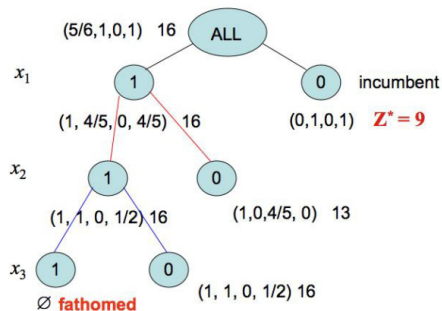 (5/6,1,0,1) 16 ALL
x₁ 1 0 incumbent
(1, 4/5, 0, 4/5) 16 (0,1,0,1) Z* = 9
x₂ 1 0
(1, 1, 0, 1/2) 16 (1,0,4/5, 0) 13
x₃ 1 0
(1, 1, 0, 1/2) 16
∅ fathomed